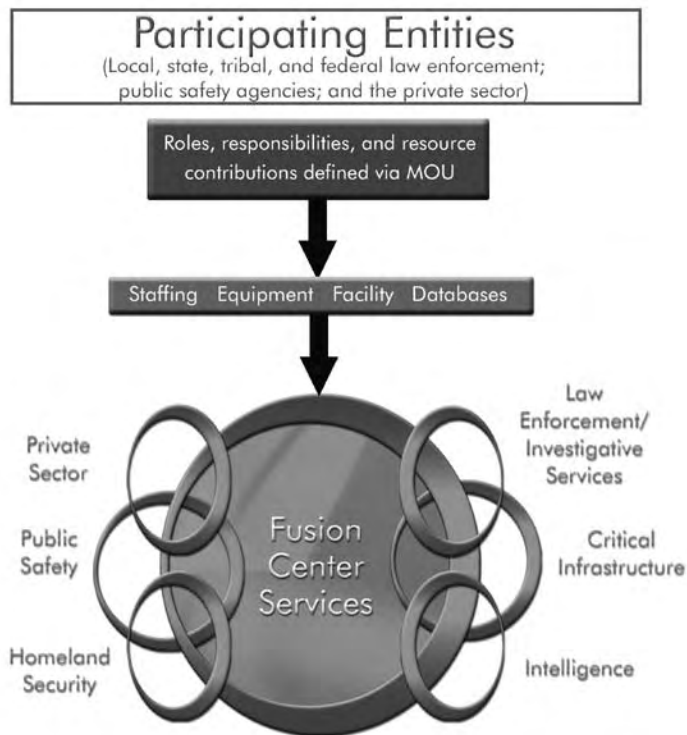 Participating Entities
(Local, state, tribal, and federal law enforcement;
public safety agencies; and the private sector)
Roles, responsibilities, and resource
contributions defined via MOU
Staffing Equipment Facility Databases
Private
Sector
Public
Safety
Homeland
Security
Fusion
Center
Services
Law
Enforcement/
Investigative
Services
Critical
Infrastructure
Intelligence